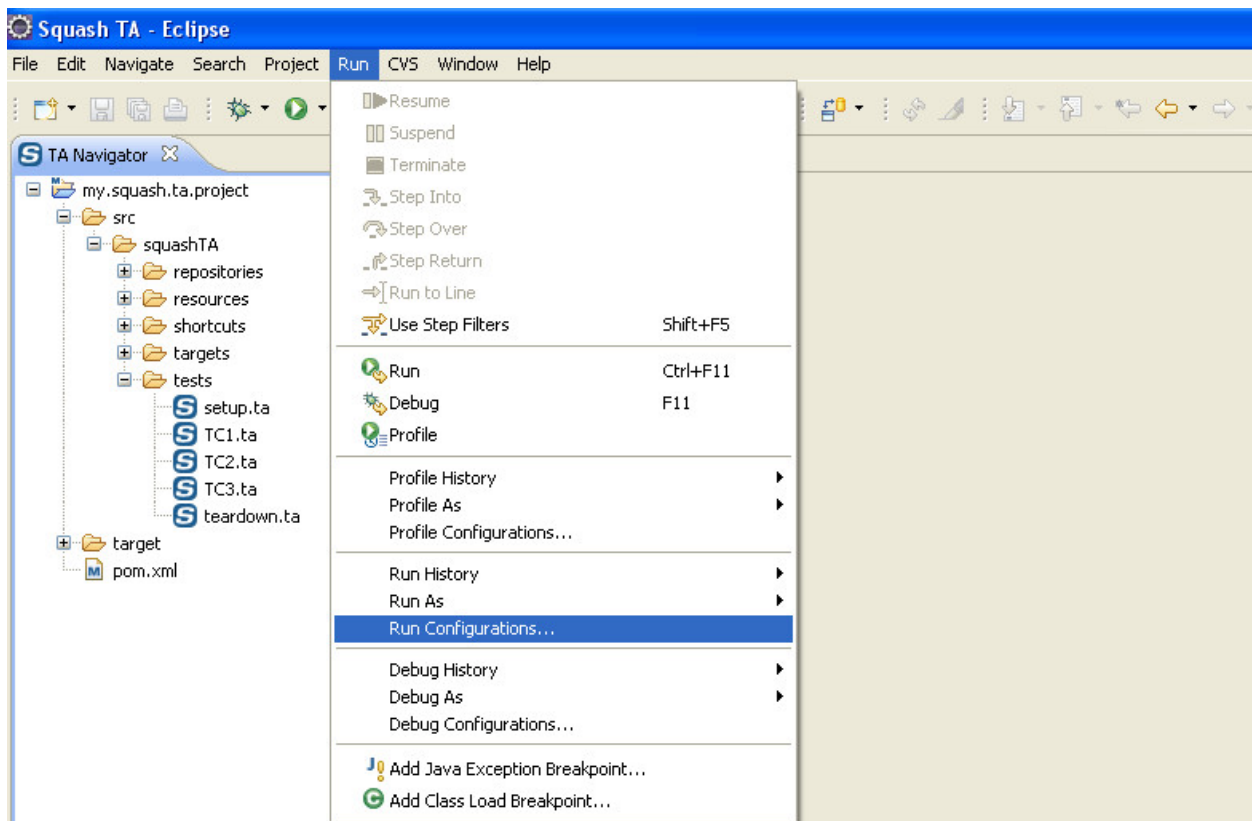 Squash TA - Eclipse
File Edit Navigate Search Project Run CVS Window Help
TA Navigator
my.squash.ta.project
src
squashTA
repositories
resources
shortcuts
targets
tests
setup.ta
TC1.ta
TC2.ta
TC3.ta
teardown.ta
target
pom.xml
Resume
Suspend
Terminate
Step Into
Step Over
Step Return
Run to Line
Use Step Filters Shift+F5
Run Ctrl+F11
Debug F11
Profile
Profile History
Profile As
Profile Configurations...
Run History
Run As
Run Configurations...
Debug History
Debug As
Debug Configurations...
Add Java Exception Breakpoint...
Add Class Load Breakpoint...